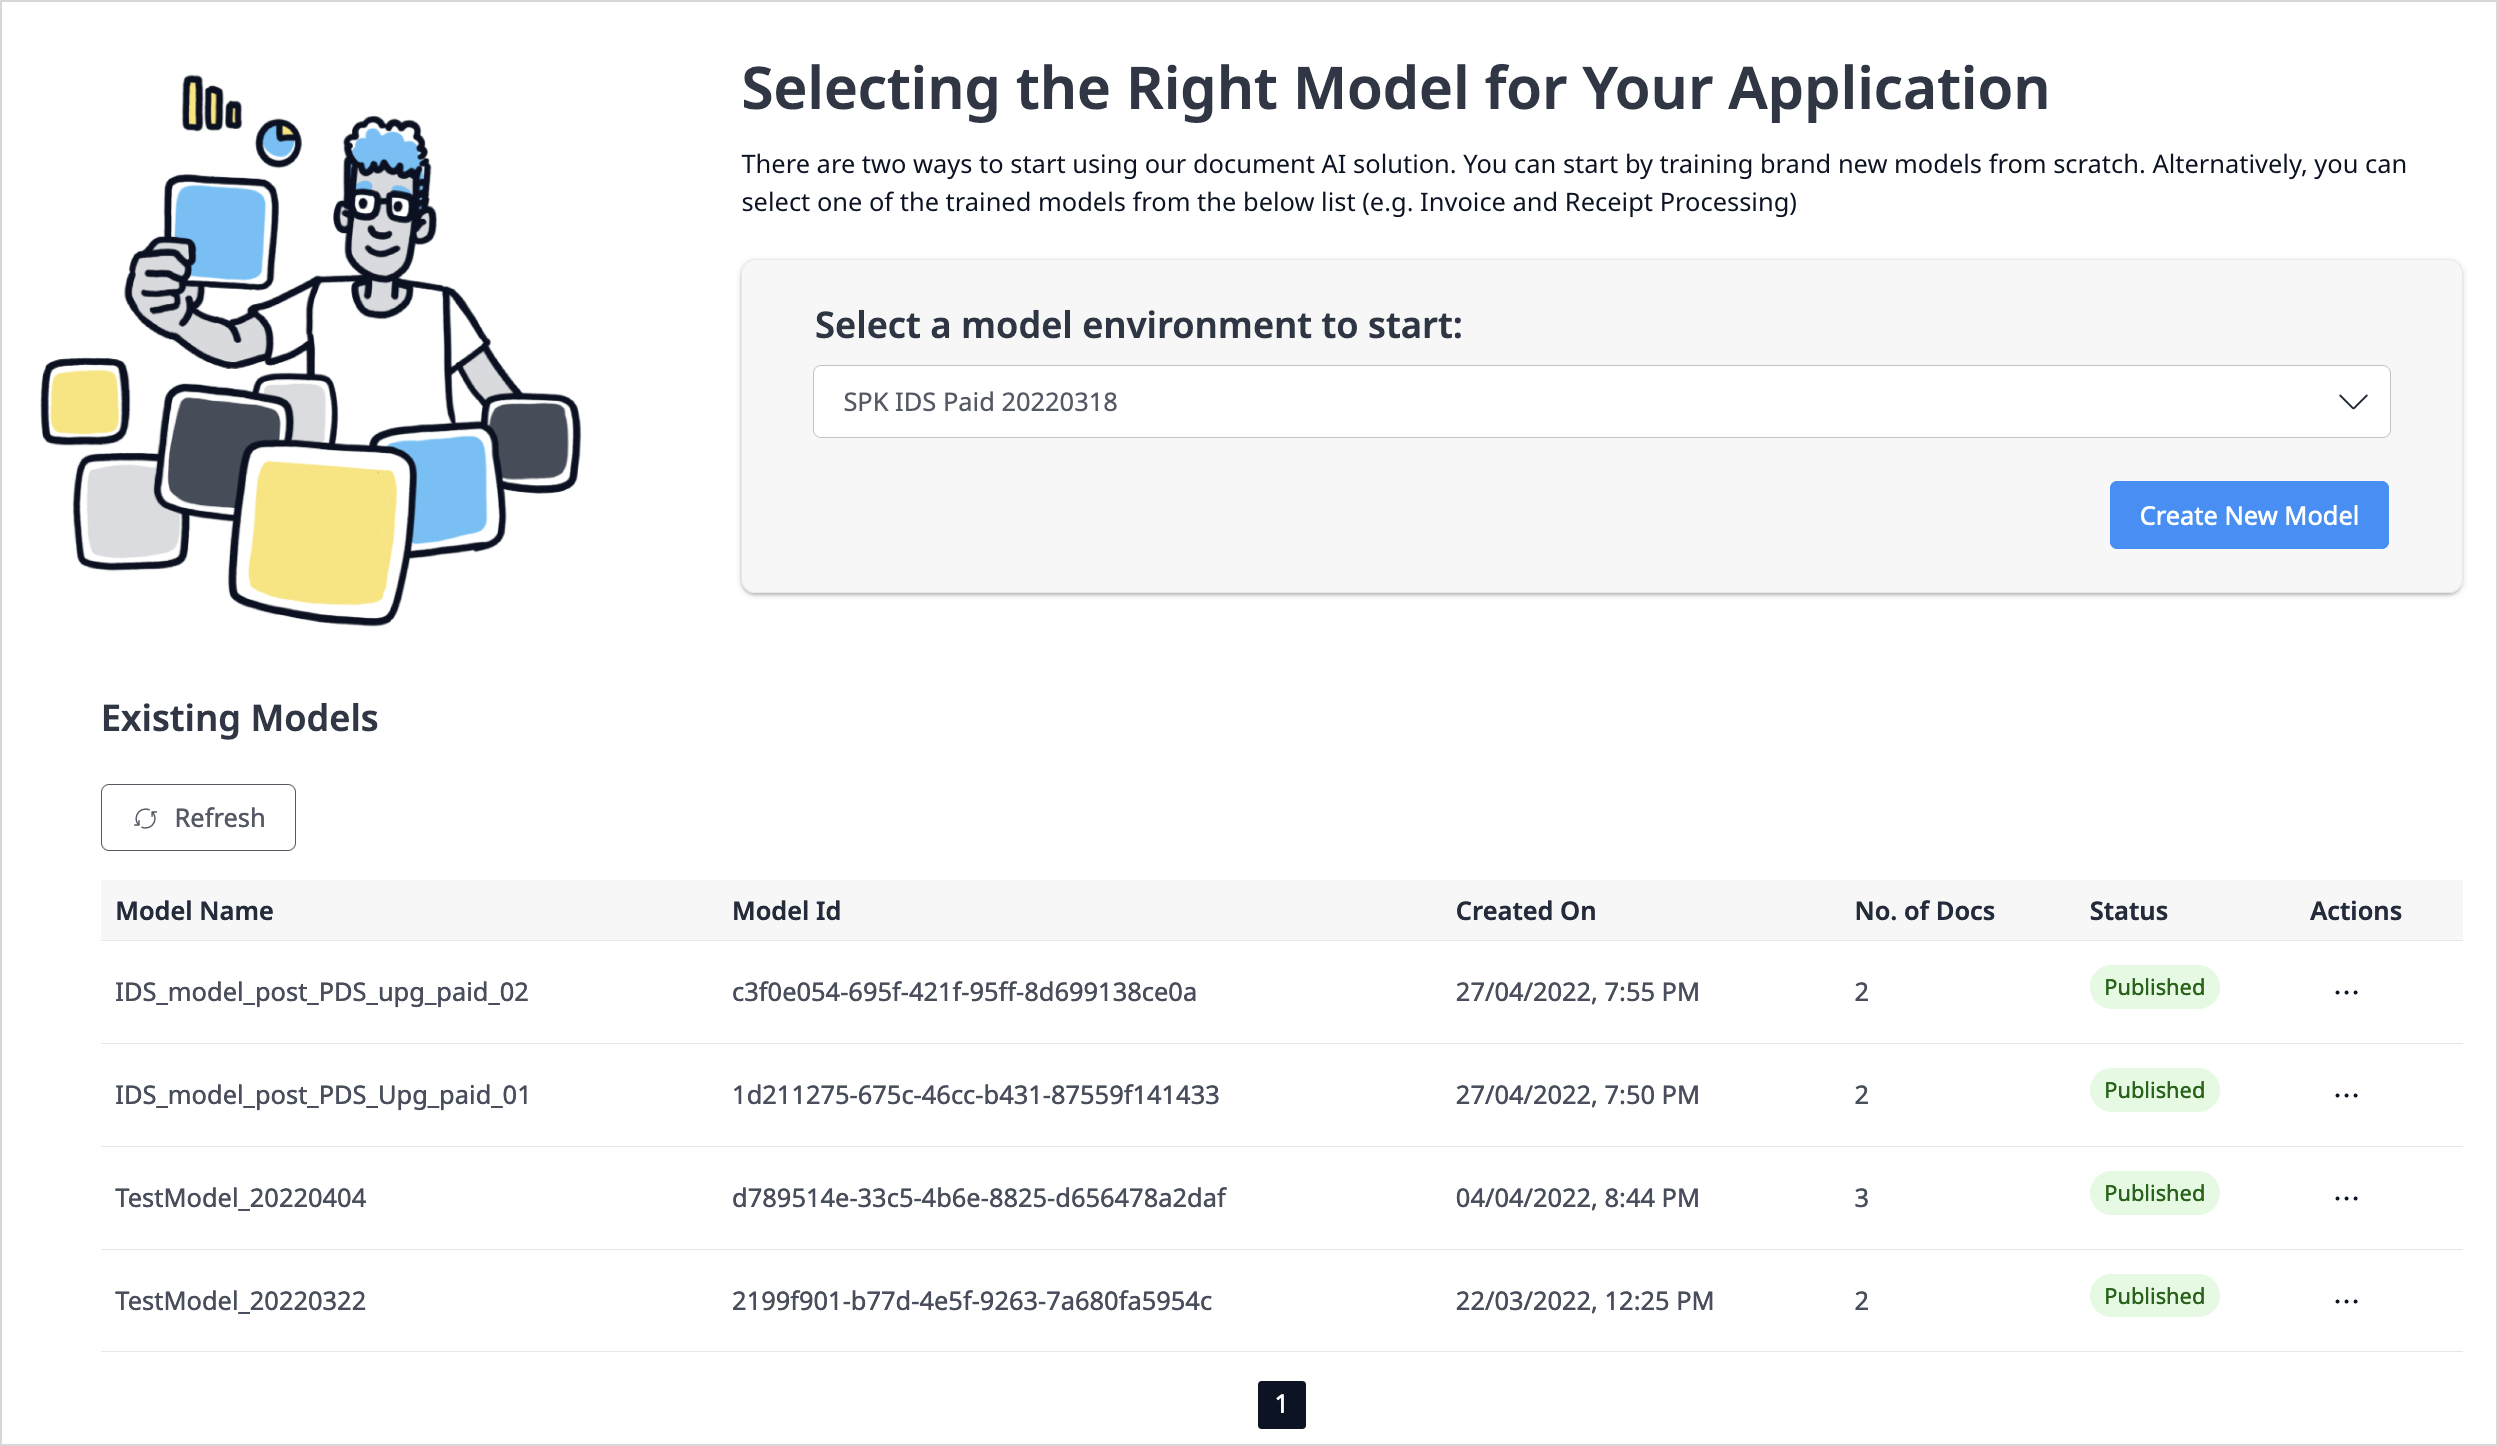 Selecting the Right Model for Your Application
There are two ways to start using our document AI solution. You can start by training brand new models from scratch. Alternatively, you can
select one of the trained models from the below list (e.g. Invoice and Receipt Processing)
Select a model environment to start:
SPK IDS Paid 20220318
Create New Model
Existing Models
Refresh
Model Name Model Id Created On No. of Docs Status Actions
IDS_model_post_PDS_upg_paid_02 c3f0e054-695f-421f-95ff-8d699138ce0a 27/04/2022, 7:55 PM 2 Published ...
IDS_model_post_PDS_Upg_paid_01 1d211275-675c-46cc-b431-87559f141433 27/04/2022, 7:50 PM 2 Published ...
TestModel_20220404 d789514e-33c5-4b6e-8825-d656478a2daf 04/04/2022, 8:44 PM 3 Published ...
TestModel_20220322 2199f901-b77d-4e5f-9263-7a680fa5954c 22/03/2022, 12:25 PM 2 Published ...
1